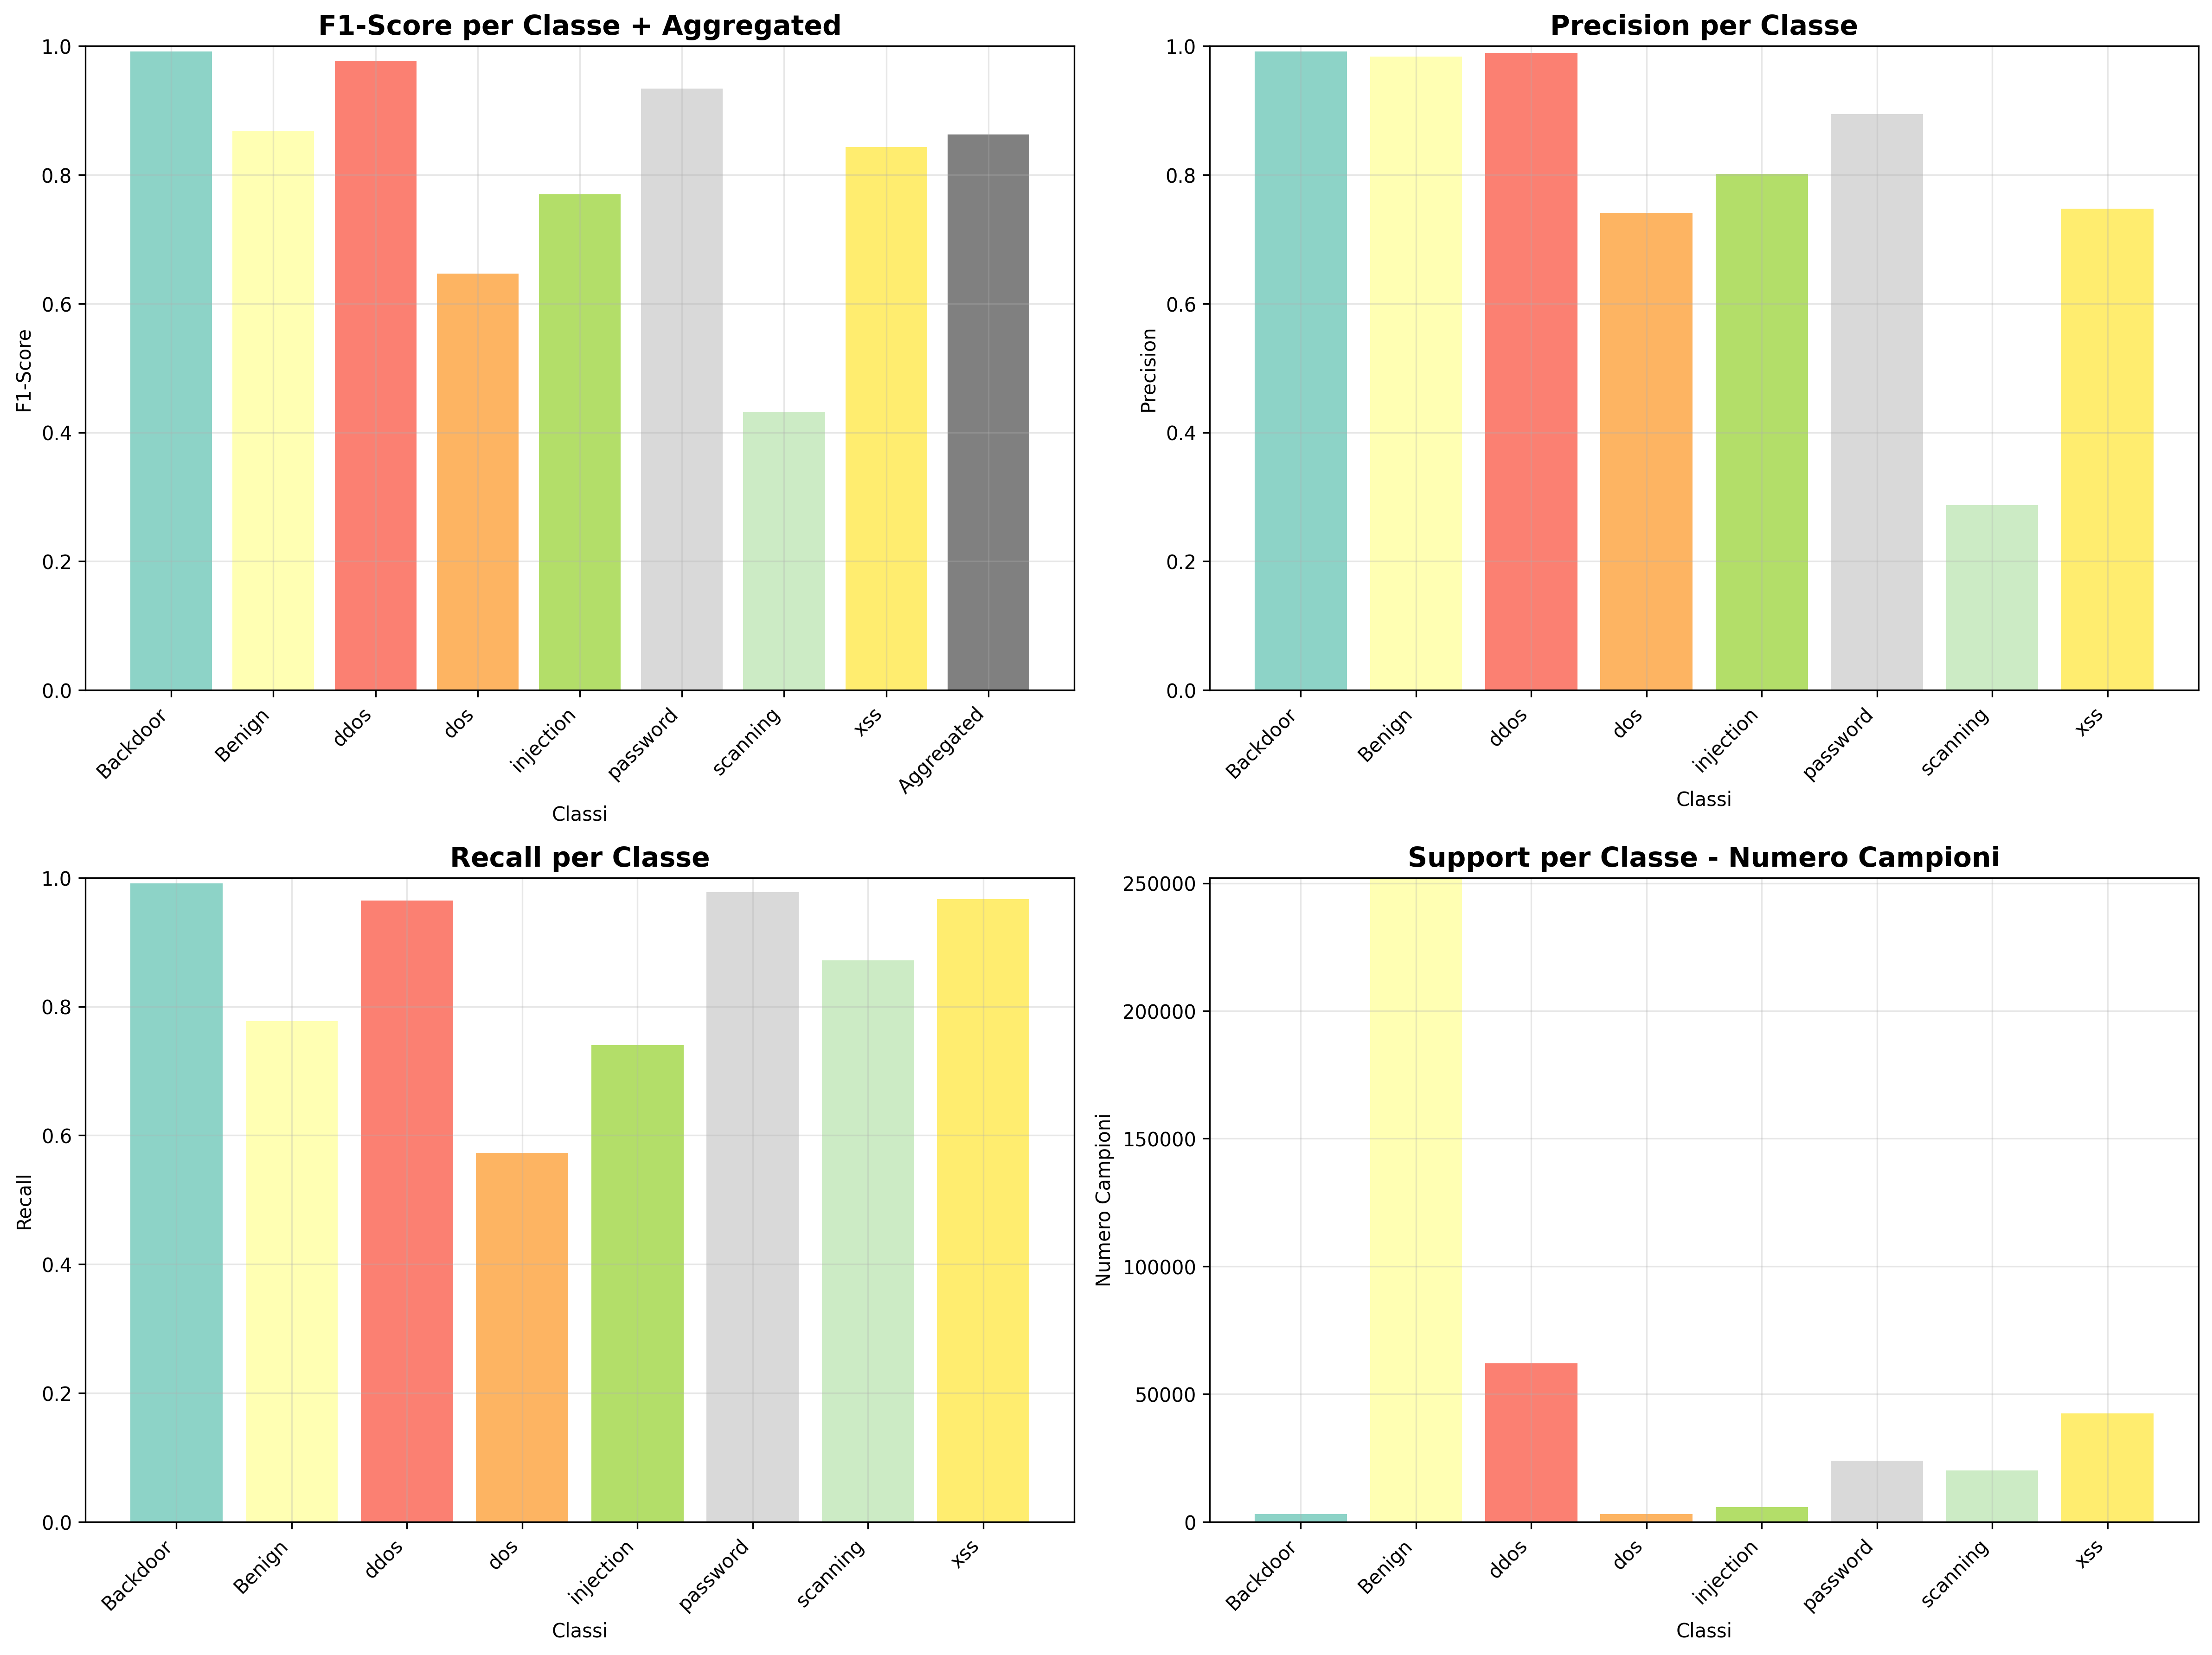 F1-Score per Classe + Aggregated
1.0
0.8
0.6
0.4
0.2
0.0
F1-Score
Backdoor
Benign
ddos
dos
injection
password
scanning
xss
Aggregated
Classi
Precision per Classe
1.0
0.8
0.6
0.4
0.2
0.0
Precision
Backdoor
Benign
ddos
dos
injection
password
scanning
xss
Classi
Recall per Classe
1.0
0.8
0.6
0.4
0.2
0.0
Recall
Backdoor
Benign
ddos
dos
injection
password
scanning
xss
Classi
Support per Classe - Numero Campioni
250000
200000
150000
100000
50000
0
Numero Campioni
Backdoor
Benign
ddos
dos
injection
password
scanning
xss
Classi